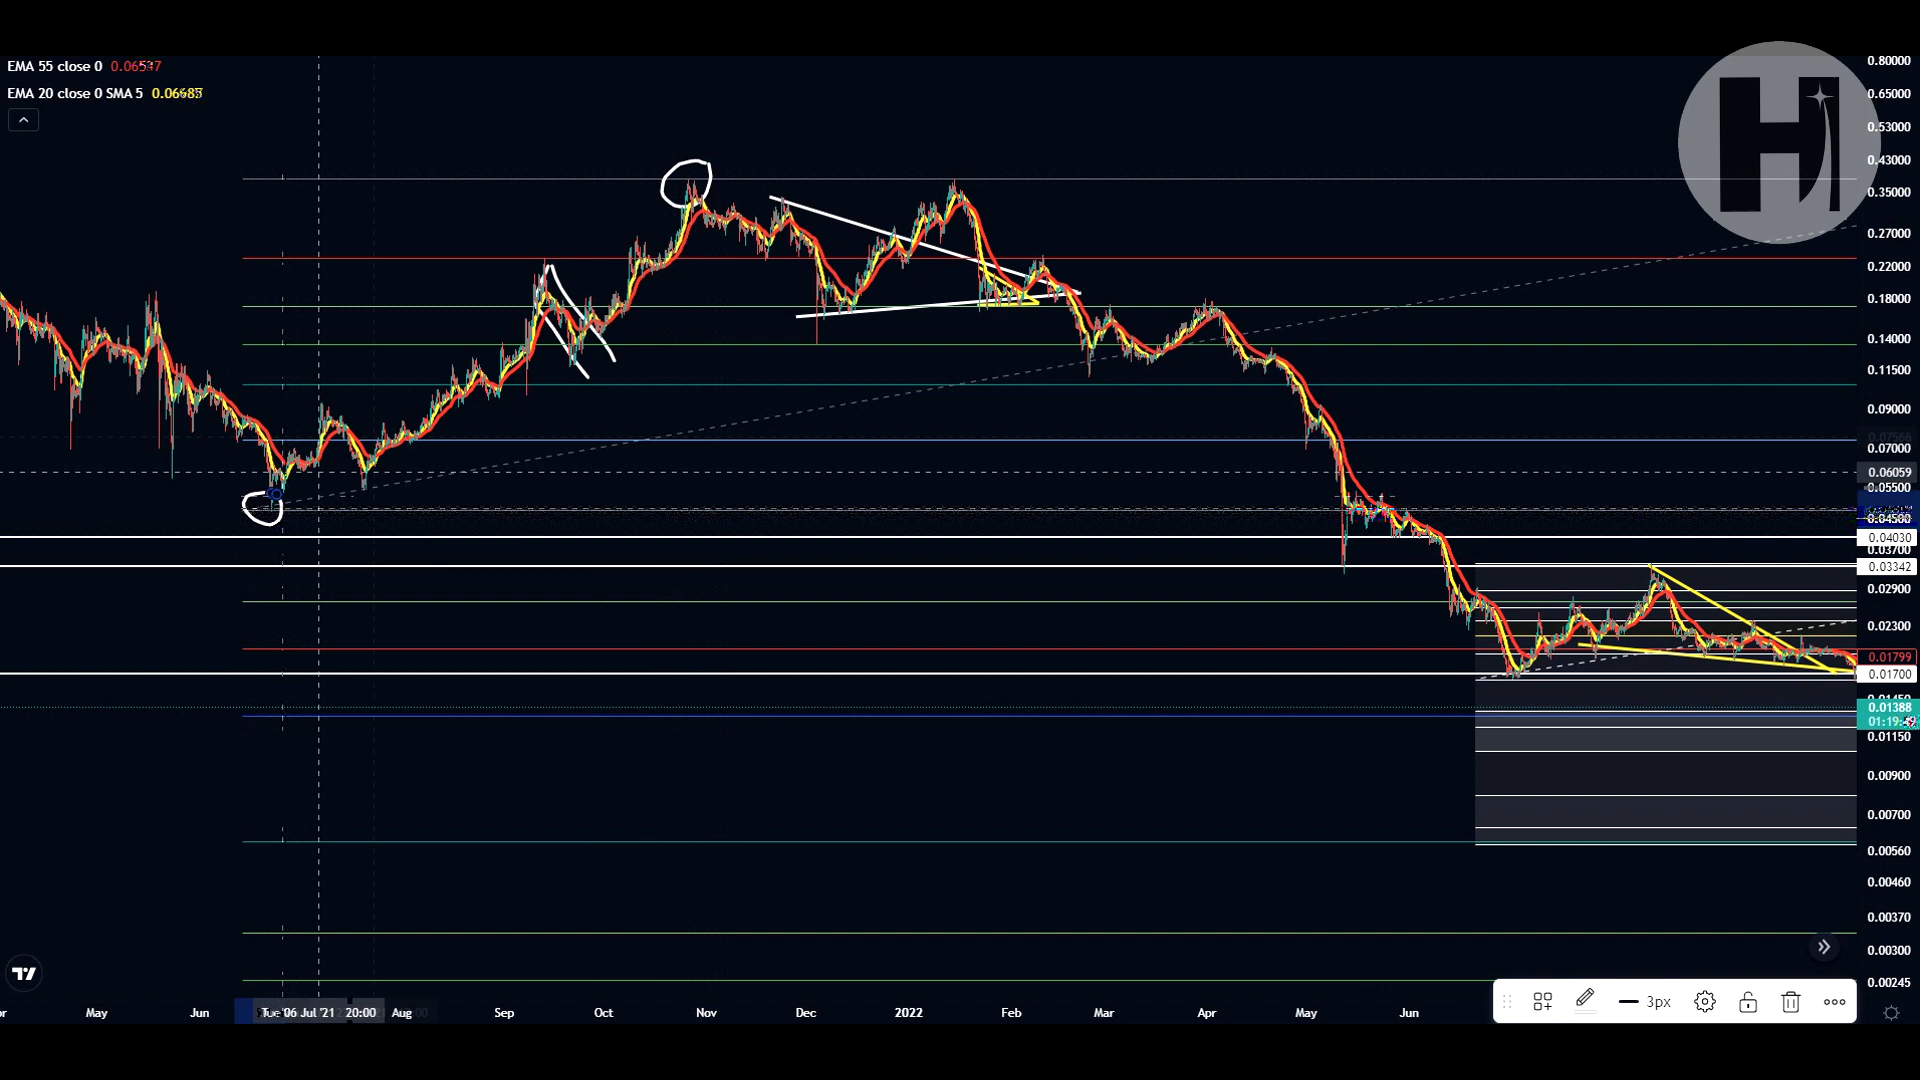 EMA 55 close 0
EMA 20 close 0 SMA 5
H
0.80000
0.65000
0.53000
0.43000
0.35000
0.27000
0.22000
0.18000
0.14000
0.11500
0.09000
0.07000
0.06059
0.05500
0.04500
0.04030
0.03700
0.03342
0.02900
0.02300
0.01799
0.01700
0.01388
0.01150
0.00900
0.00700
0.00560
0.00460
0.00370
0.00300
0.00245
3px
May
Jun
Tue 06 Jul '21 20:00
Aug
Sep
Oct
Nov
Dec
2022
Feb
Mar
Apr
May
Jun